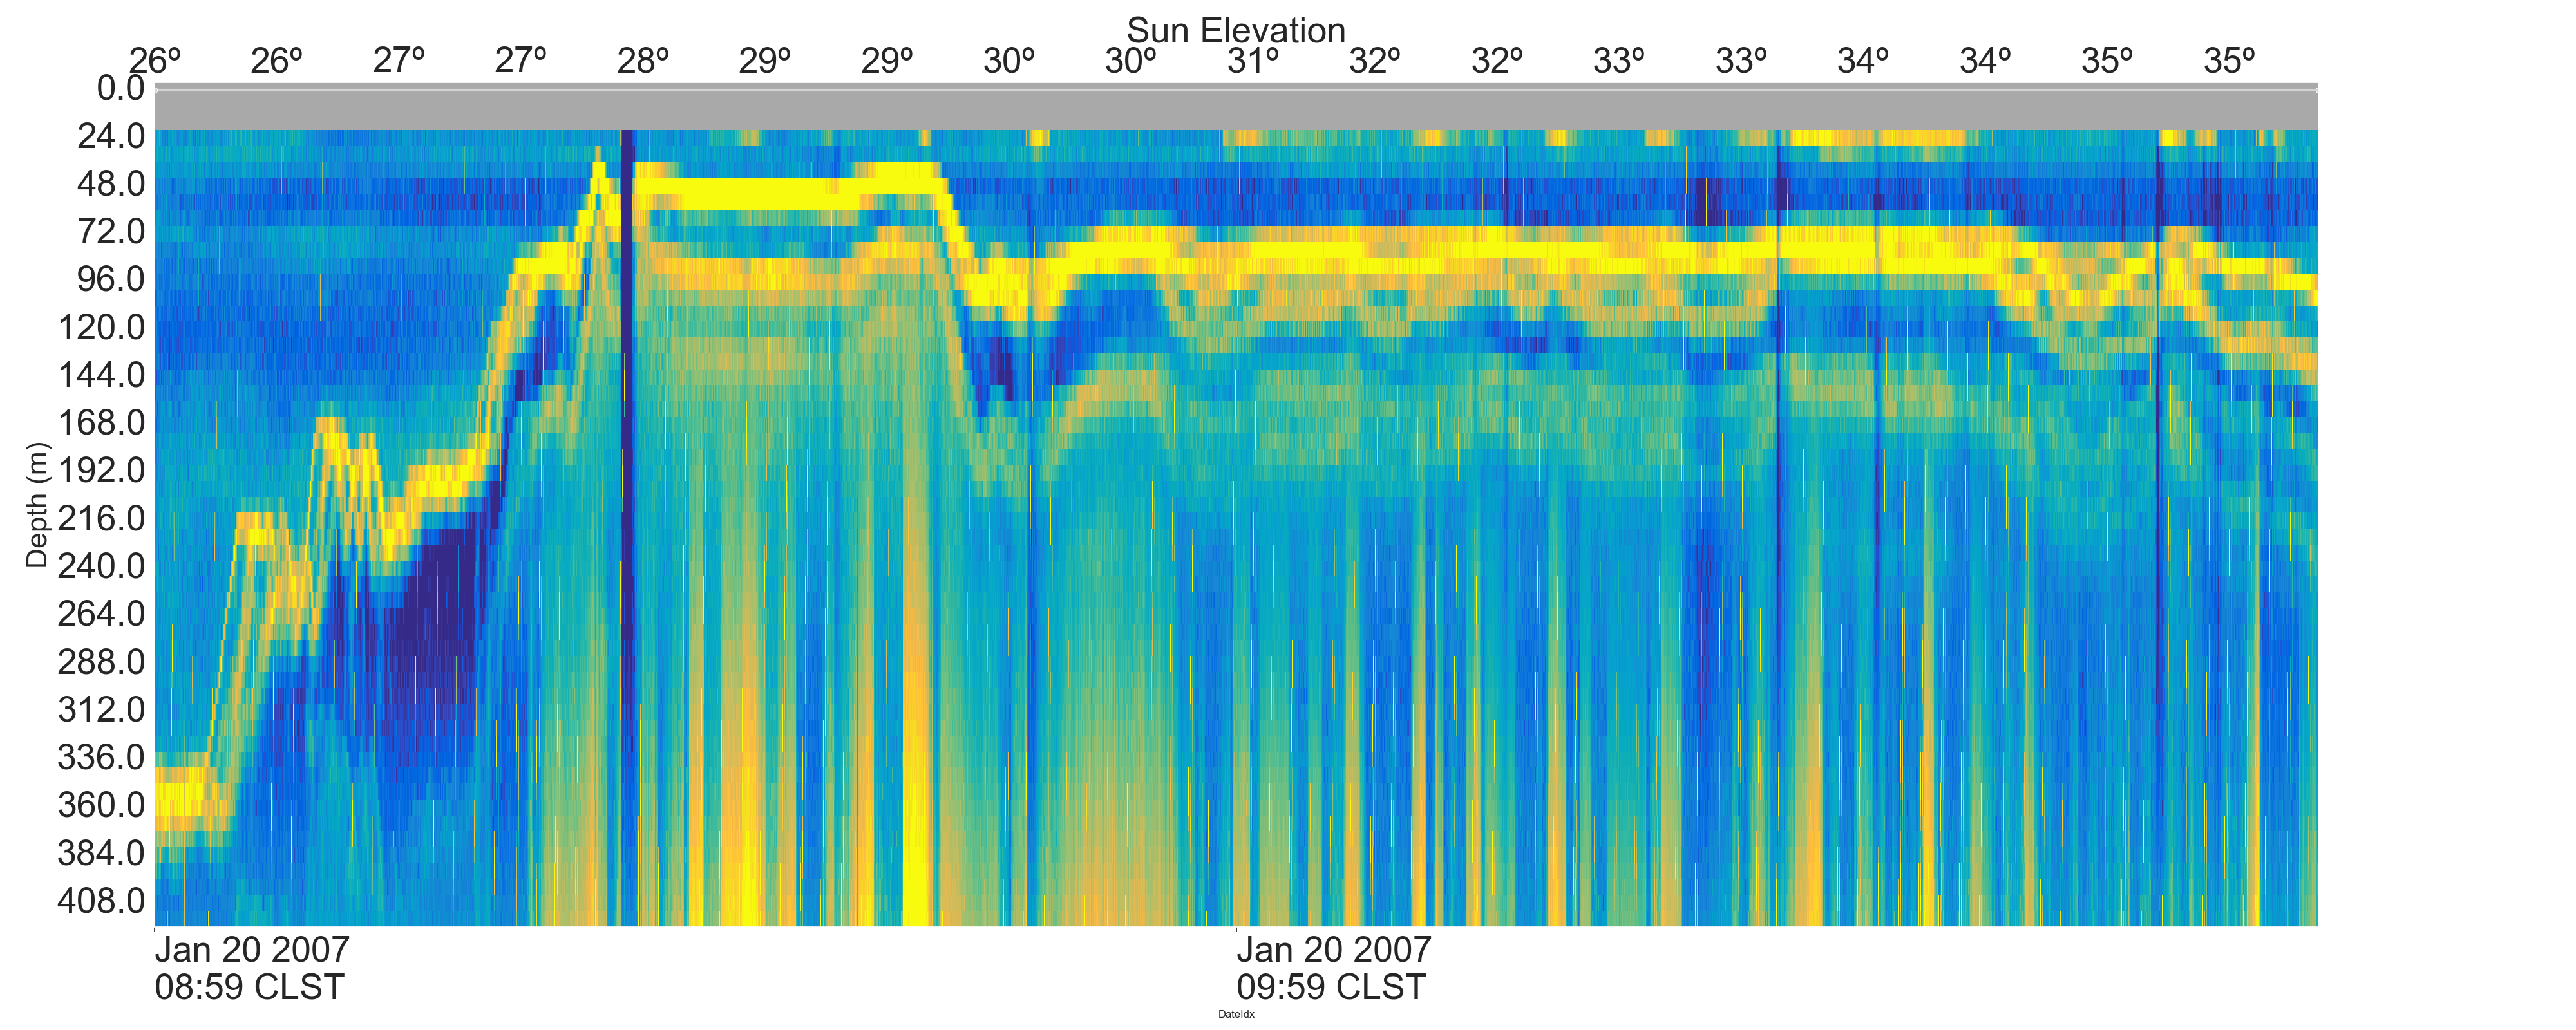 Sun Elevation
26º 26º 27º 27º 28º 29º 29º 30º 30º 31º 32º 32º 33º 33º 34º 34º 35º 35º
0.0
24.0
48.0
72.0
96.0
120.0
144.0
168.0
192.0
216.0
240.0
264.0
288.0
312.0
336.0
360.0
384.0
408.0
Depth (m)
Jan 20 2007
08:59 CLST
Jan 20 2007
09:59 CLST
DateIdx